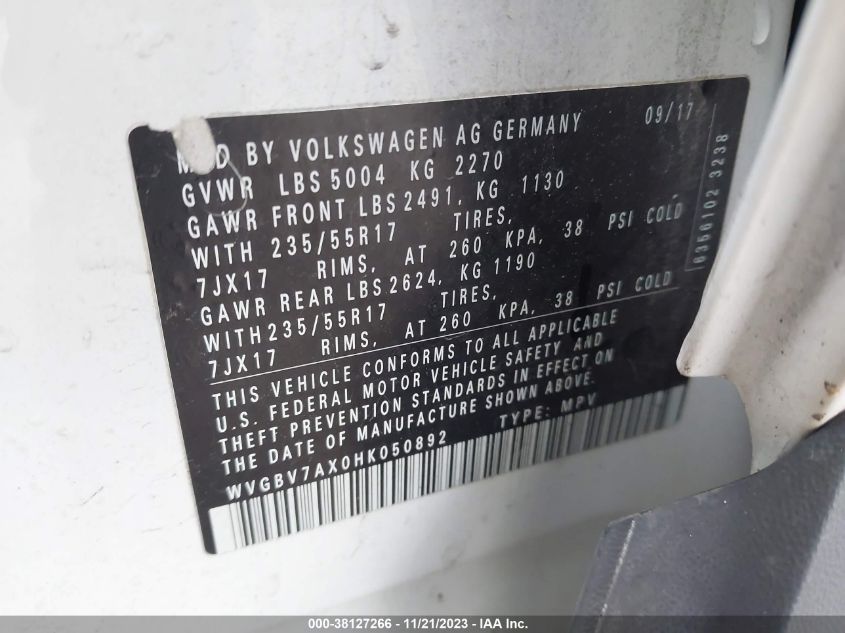 MFD BY VOLKSWAGEN AG GERMANY 09/17
GVWR LBS 5004 KG 2270
GAWR FRONT LBS 2491, KG 1130
WITH 235/55R17 TIRES,
7JX17 RIMS, AT 260 KPA, 38 PSI COLD
GAWR REAR LBS 2624, KG 1190
WITH 235/55R17 TIRES,
7JX17 RIMS, AT 260 KPA, 38 PSI COLD
THIS VEHICLE CONFORMS TO ALL APPLICABLE
U.S. FEDERAL MOTOR VEHICLE SAFETY AND
THEFT PREVENTION STANDARDS IN EFFECT ON
THE DATE OF MANUFACTURE SHOWN ABOVE.
WVGBV7AX0HK050892 TYPE: MPV
6356102 3238
000-38127266 - 11/21/2023 - IAA Inc.